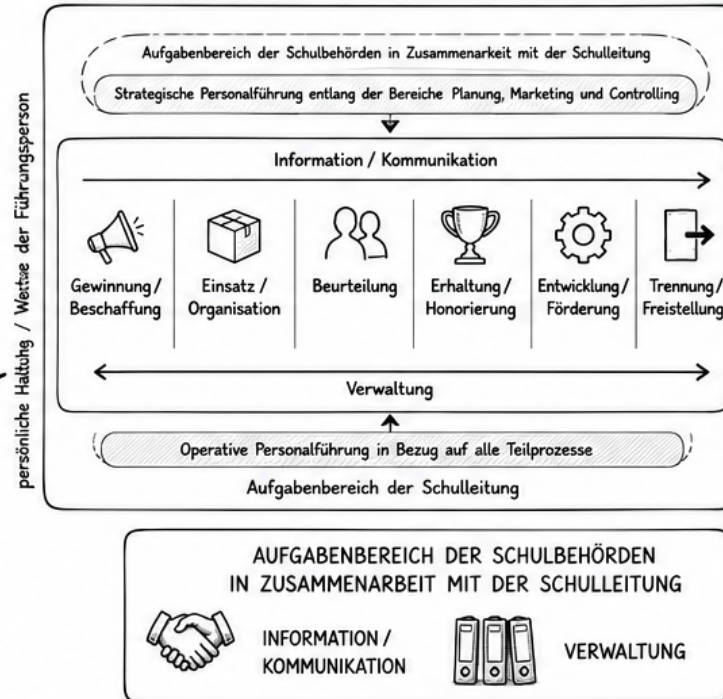 Aufgabenbereich der Schulbehörden in Zusammenarbeit mit der Schulleitung
Strategische Personalführung entlang der Bereiche Planung, Marketing und Controlling
persönliche Haltung / der Führungsperson
Information / Kommunikation
Gewinnung /
Beschaffung
Einsatz /
Organisation
Beurteilung
Erhaltung /
Honorierung
Entwicklung /
Förderung
Trennung /
Freistellung
Verwaltung
Operative Personalführung in Bezug auf alle Teilprozesse
Aufgabenbereich der Schulleitung
AUFGABENBEREICH DER SCHULBEHÖRDEN
IN ZUSAMMENARBEIT MIT DER SCHULLEITUNG
INFORMATION /
KOMMUNIKATION
VERWALTUNG